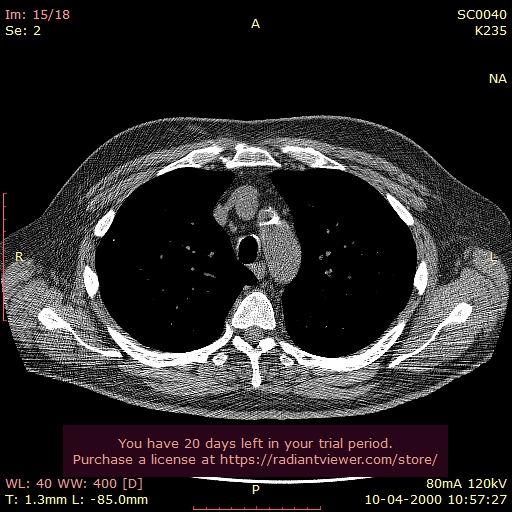 Im: 15/18
Se: 2
A
SC0040
K235
NA
R
L
You have 20 days left in your trial period.
Purchase a license at https://radiantviewer.com/store/
WL: 40 WW: 400 [D]
T: 1.3mm L: -85.0mm
P
80mA 120kV
10-04-2000 10:57:27